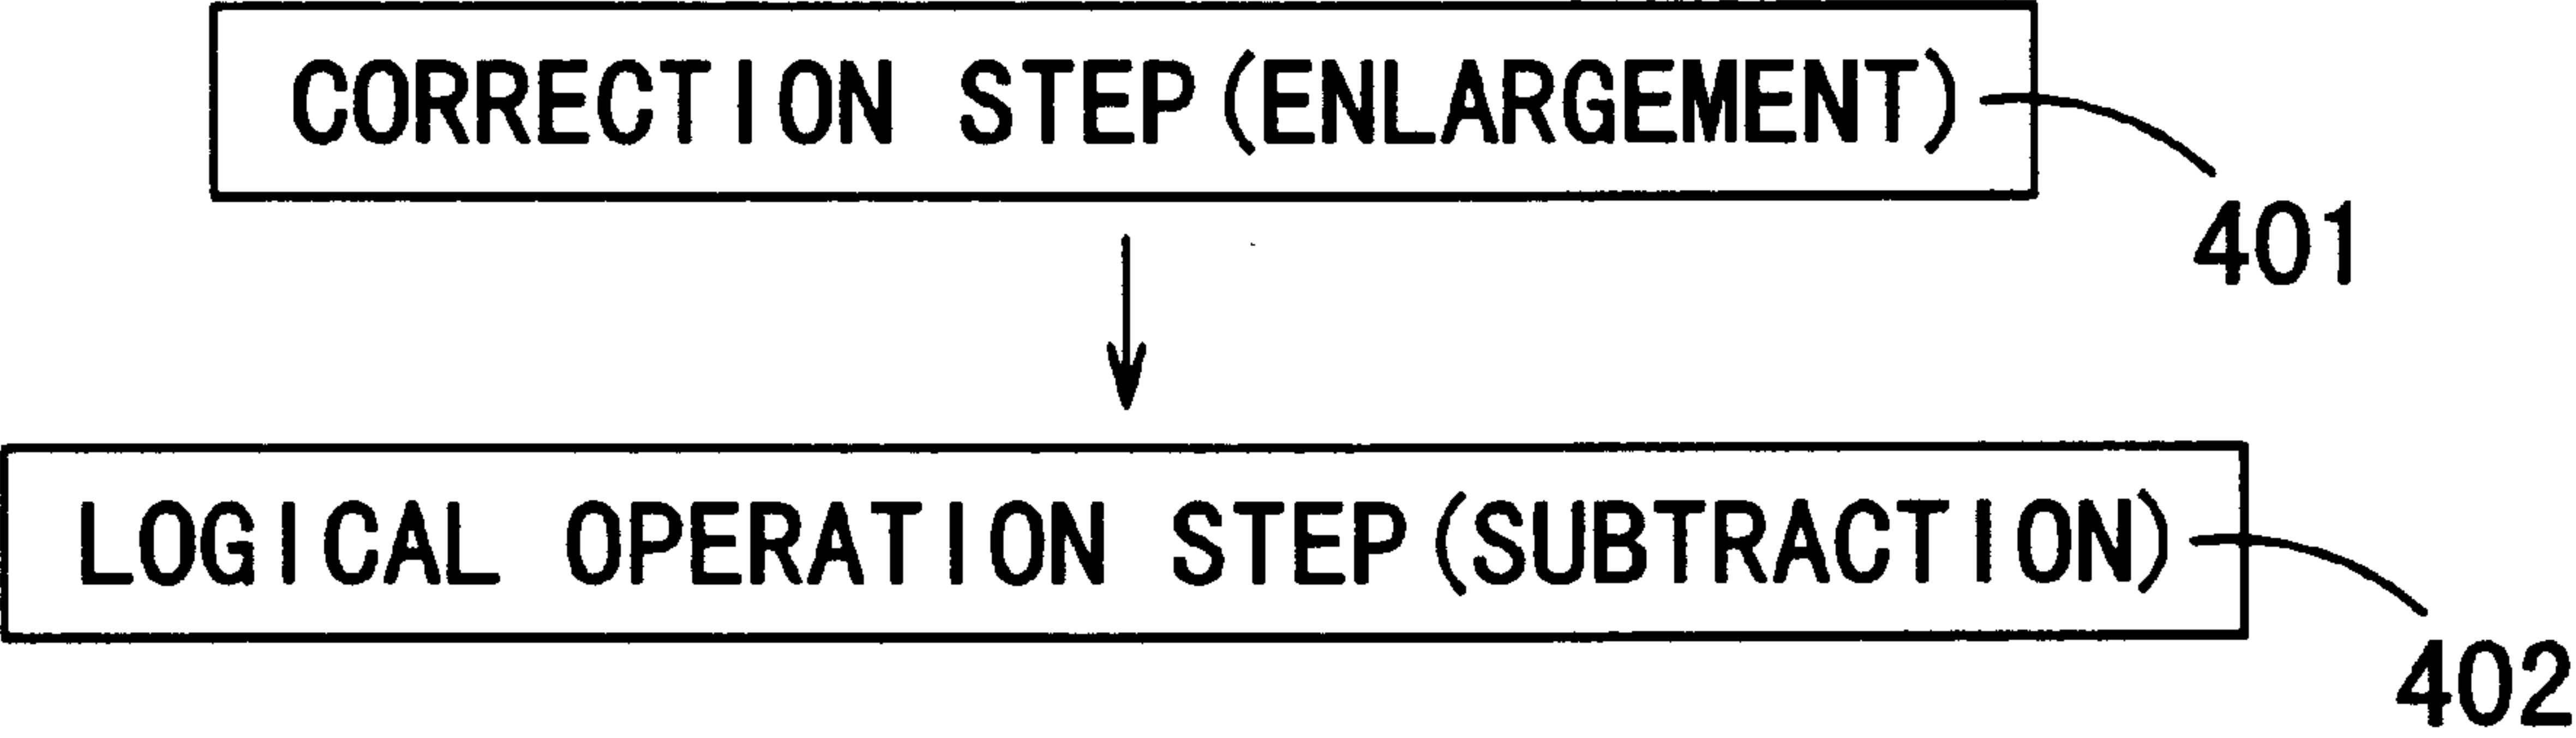 CORRECTION STEP(ENLARGEMENT)
401
LOGICAL OPERATION STEP(SUBTRACTION)
402